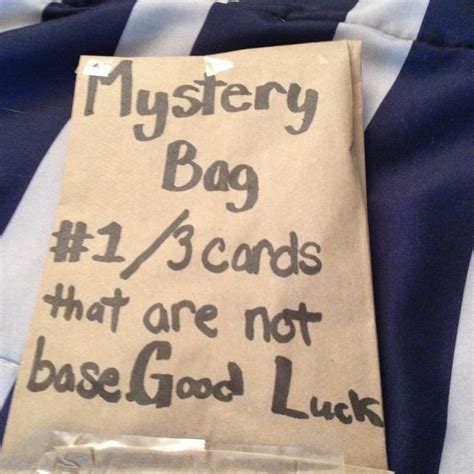 Mystery
Bag
#1/3 cards
that are not
base. Good Luck